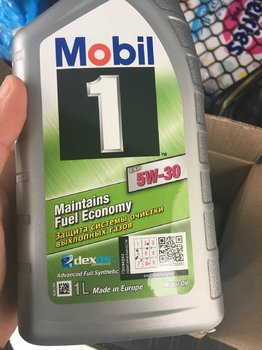 Mobil
1
ESP
5W-30
Maintains
Fuel Economy
Защита системы очистки
выхлопных газов
dexos
Advanced Full Synthetic
1L Made in Europe
Motor Oil